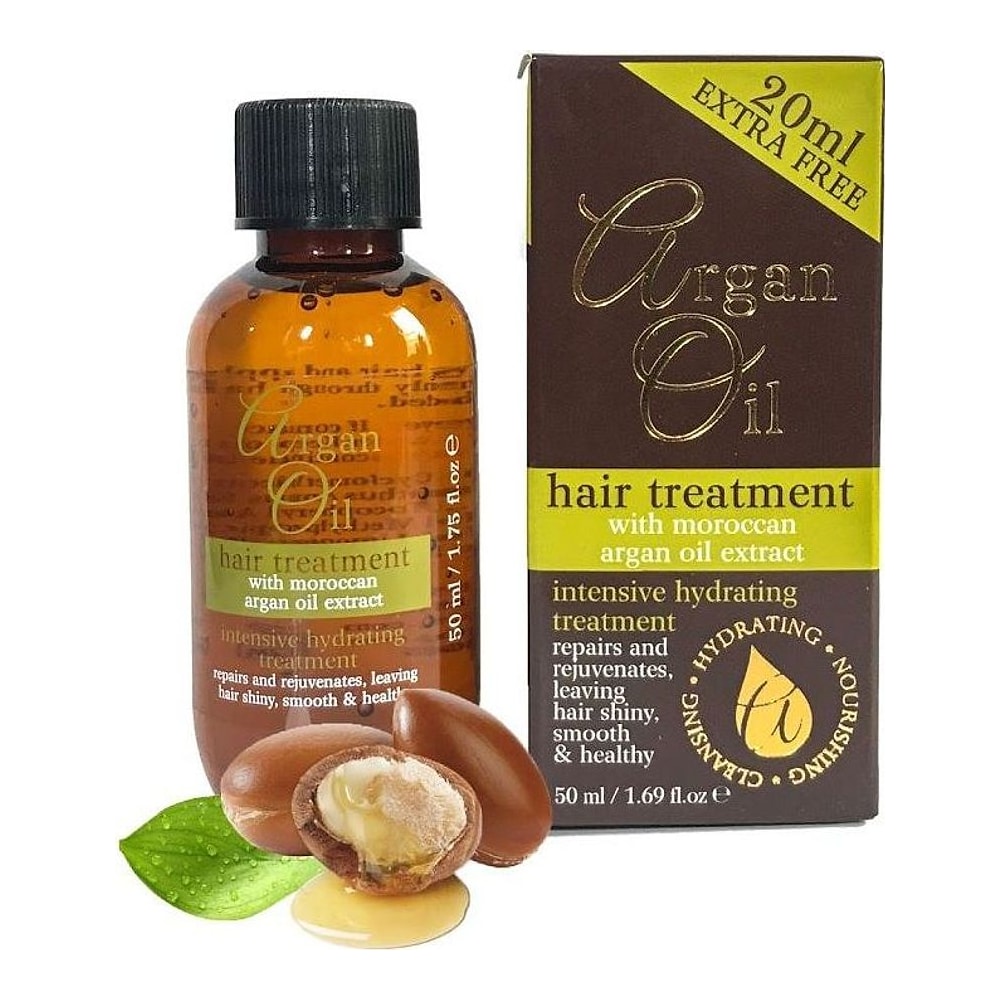 Argan
Oil
hair treatment
with moroccan
argan oil extract
intensive hydrating
treatment
repairs and rejuvenates, leaving
hair shiny, smooth &
50 ml / 1.75 fl.oz e
20ml
EXTRA FREE
Argan
Oil
hair treatment
with moroccan
argan oil extract
intensive hydrating
treatment
repairs and
rejuvenates,
leaving
hair shiny,
smooth
& healthy
50 ml / 1.69 fl.oz e
CLEANSING • HYDRATING • NOURISHING •